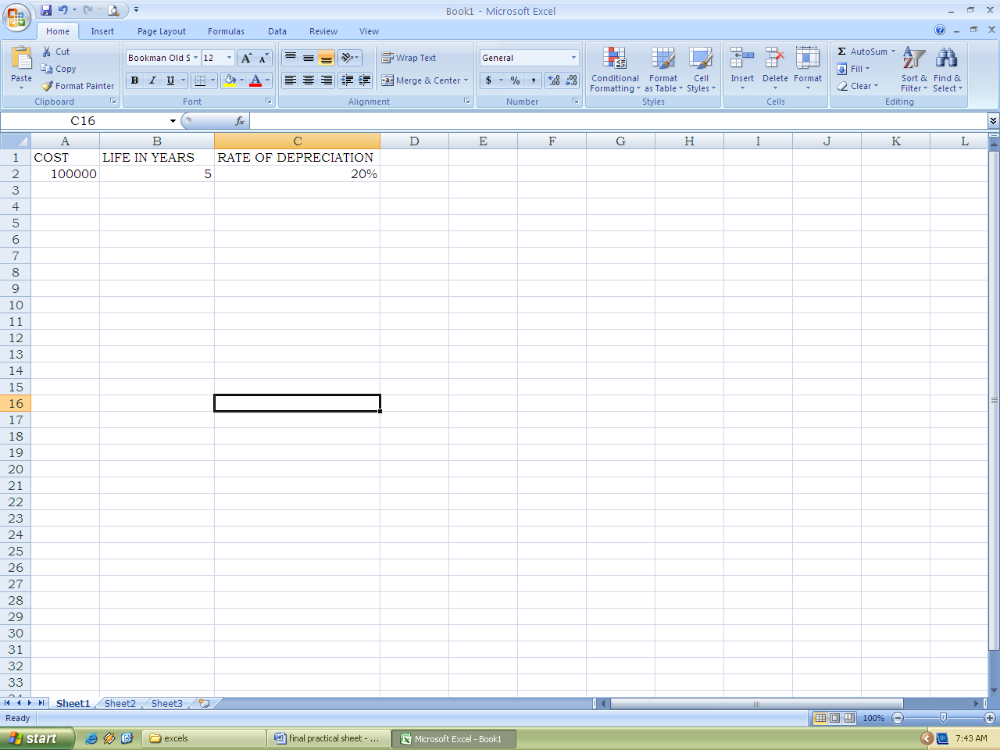 Book1 - Microsoft Excel
Home Insert Page Layout Formulas Data Review View
Paste Cut Copy Format Painter
Bookman Old S 12 A A
B I U A
Wrap Text
Merge & Center
General
$ % ,
Conditional Formatting Format as Table Cell Styles
Insert Delete Format
Σ AutoSum Fill Clear
Sort & Filter Find & Select
Clipboard Font Alignment Number Styles Cells Editing
C16 fx
A B C D E F G H I J K L
1 COST LIFE IN YEARS RATE OF DEPRECIATION
2 100000 5 20%
3
4
5
6
7
8
9
10
11
12
13
14
15
16
17
18
19
20
21
22
23
24
25
26
27
28
29
30
31
32
33
Sheet1 Sheet2 Sheet3
Ready 100%
start excels final practical sheet - ... Microsoft Excel - Book1 7:43 AM